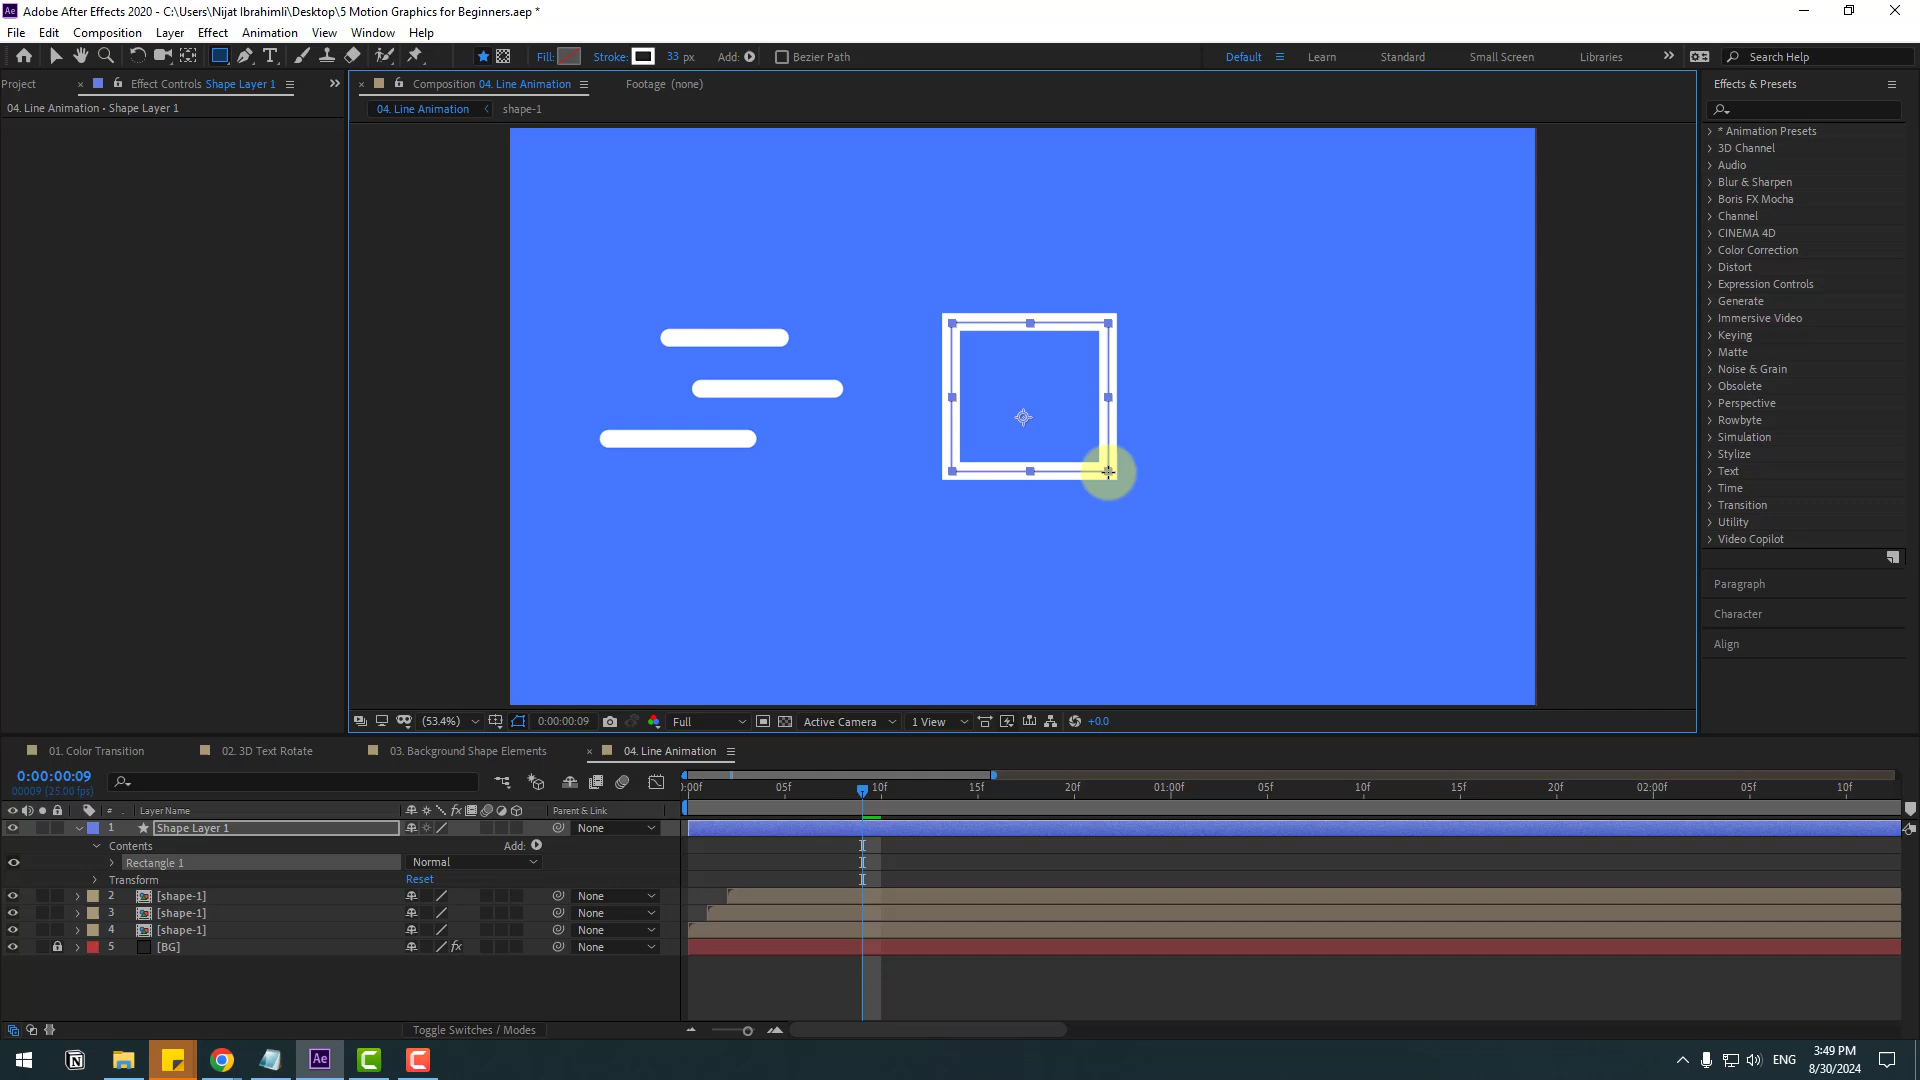 Adobe After Effects 2020 - C:\Users\Nijat Ibrahimli\Desktop\5 Motion Graphics for Beginners.aep *
File Edit Composition Layer Effect Animation View Window Help
Fill: Stroke: 33 px Add: Bezier Path Default Learn Standard Small Screen Libraries Search Help
Project Effect Controls Shape Layer 1 Composition 04. Line Animation Footage (none) Effects & Presets
04. Line Animation • Shape Layer 1 04. Line Animation shape-1
* Animation Presets
3D Channel
Audio
Blur & Sharpen
Boris FX Mocha
Channel
CINEMA 4D
Color Correction
Distort
Expression Controls
Generate
Immersive Video
Keying
Matte
Noise & Grain
Obsolete
Perspective
Rowbyte
Simulation
Stylize
Text
Time
Transition
Utility
Video Copilot
Paragraph
Character
Align
(53.4%) 0:00:00:09 Full Active Camera 1 View +0.0
01. Color Transition 02. 3D Text Rotate 03. Background Shape Elements 04. Line Animation
0:00:00:09
00009 (25.00 fps)
:00f 05f 10f 15f 20f 01:00f 05f 10f 15f 20f 02:00f 05f 10f
# Layer Name Parent & Link
1 Shape Layer 1 None
Contents Add:
Rectangle 1 Normal
Transform Reset
2 [shape-1] None
3 [shape-1] None
4 [shape-1] None
5 [BG] None
Toggle Switches / Modes
Ae ENG 3:49 PM
8/30/2024